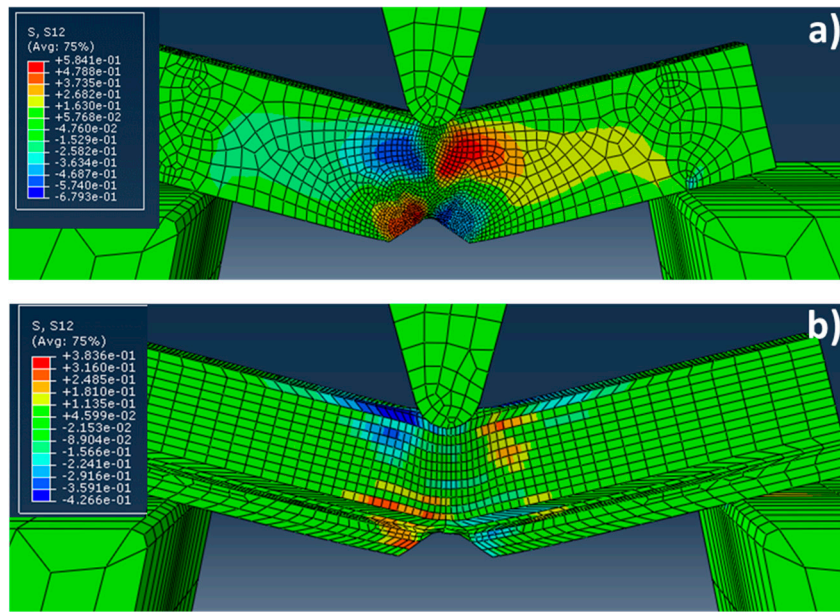 a)
S, S12
(Avg: 75%)
+5.841e-01
+4.788e-01
+3.735e-01
+2.682e-01
+1.630e-01
+5.768e-02
-4.760e-02
-1.529e-01
-2.582e-01
-3.634e-01
-4.687e-01
-5.740e-01
-6.793e-01
b)
S, S12
(Avg: 75%)
+3.836e-01
+3.160e-01
+2.485e-01
+1.810e-01
+1.135e-01
+4.599e-02
-2.153e-02
-8.904e-02
-1.566e-01
-2.241e-01
-2.916e-01
-3.591e-01
-4.266e-01